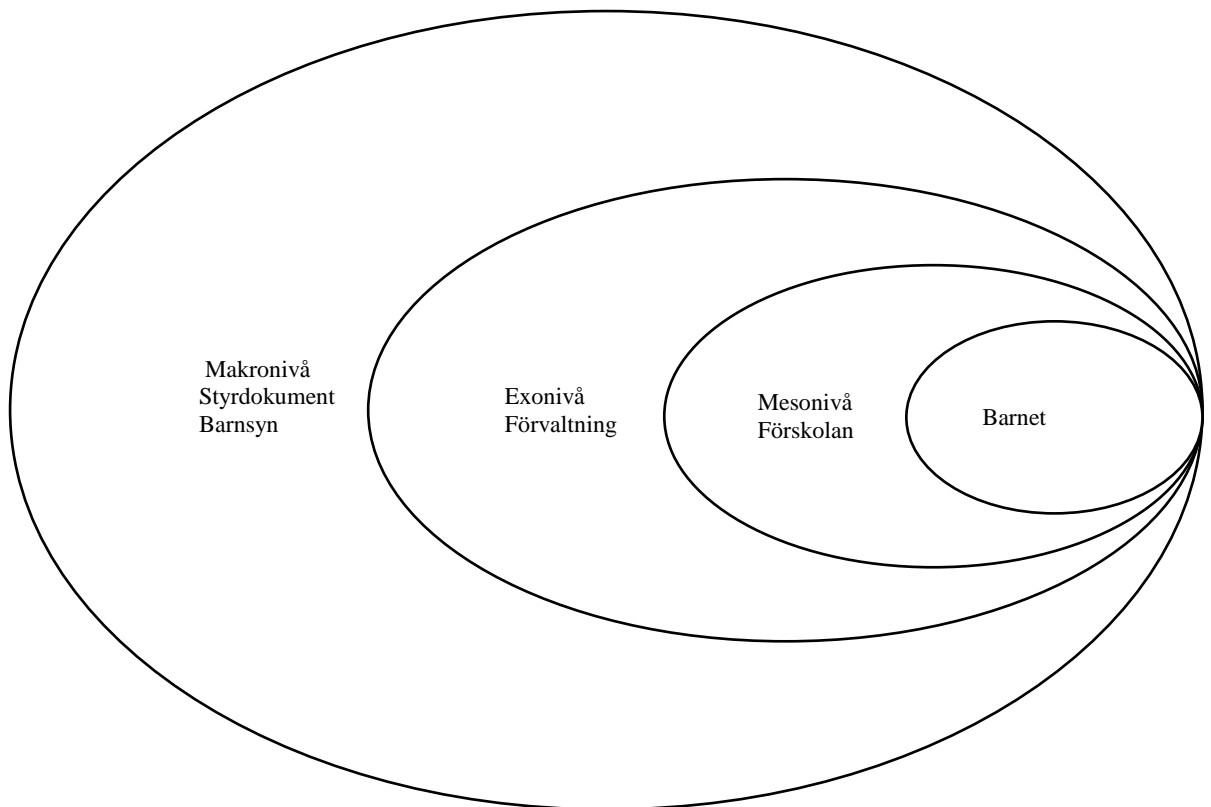 Makronivå
Styrdokument
Barnsyn
Exonivå
Förvaltning
Mesonivå
Förskolan
Barnet